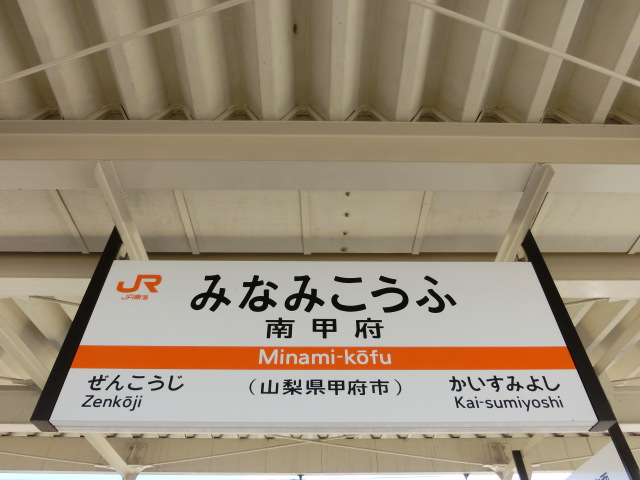 JR
JR東海
みなみこうふ
南甲府
Minami-kōfu
ぜんこうじ
Zenkōji
（山梨県甲府市）
かいすみよし
Kai-sumiyoshi